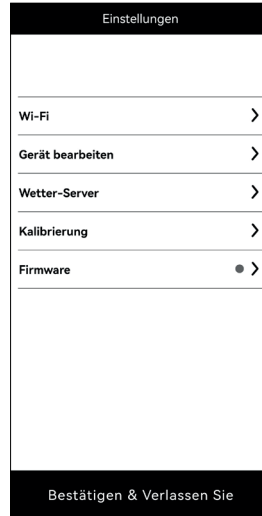 Einstellungen
Wi-Fi
Gerät bearbeiten
Wetter-Server
Kalibrierung
Firmware
Bestätigen & Verlassen Sie